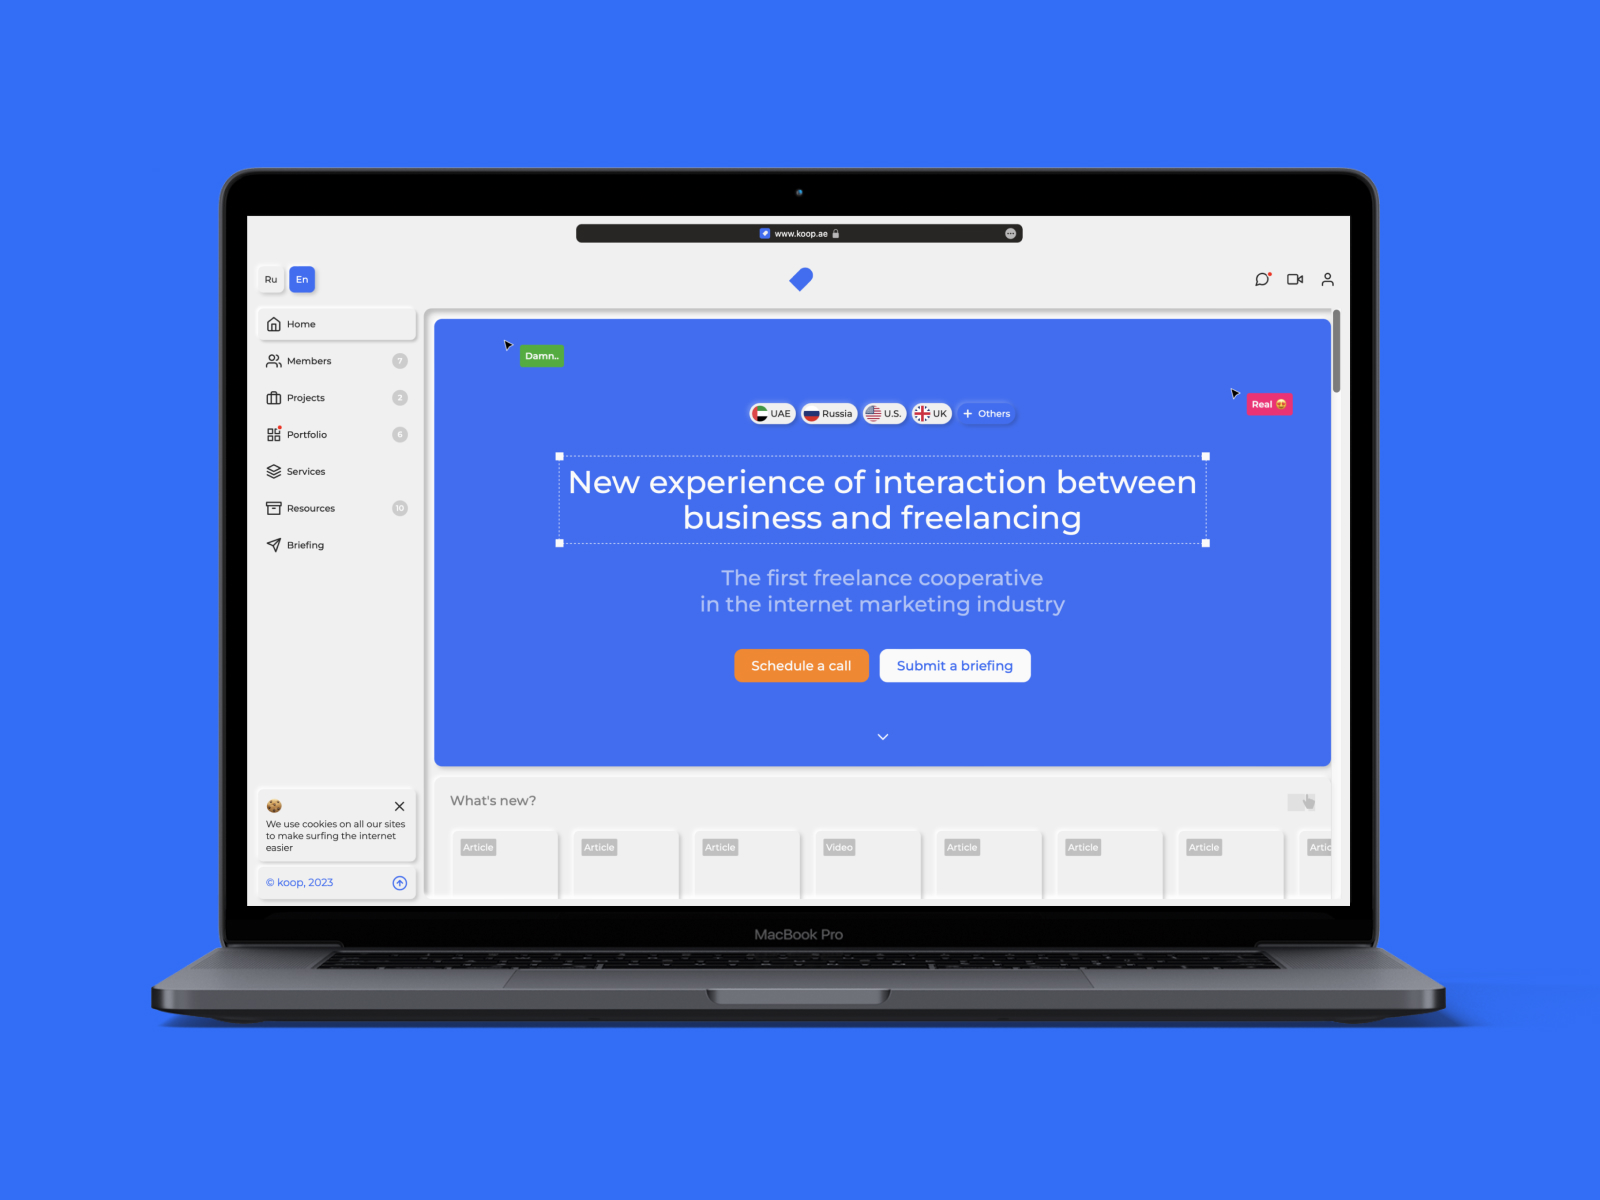 www.koop.ae
Ru
En
Home
Members
7
Projects
2
Portfolio
6
Services
Resources
10
Briefing
We use cookies on all our sites
to make surfing the internet
easier
© koop, 2023
Damn..
Real 😍
UAE
Russia
U.S.
UK
+ Others
New experience of interaction between
business and freelancing
The first freelance cooperative
in the internet marketing industry
Schedule a call
Submit a briefing
What's new?
Article
Article
Article
Video
Article
Article
Article
Artic
MacBook Pro